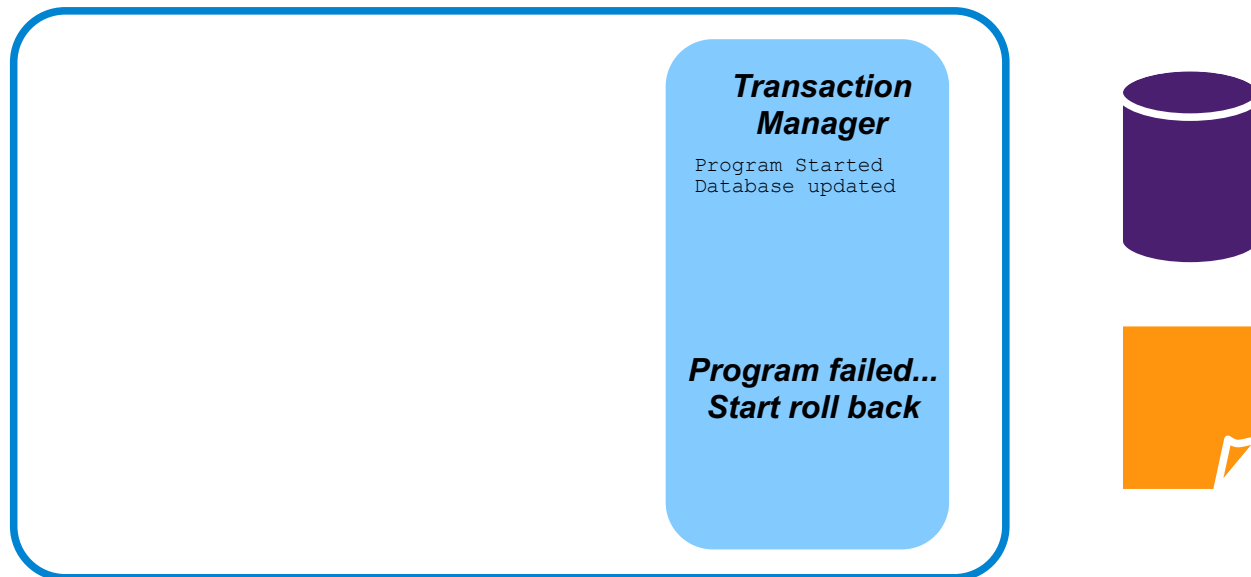 Transaction
Manager
Program Started
Database updated
Program failed...
Start roll back